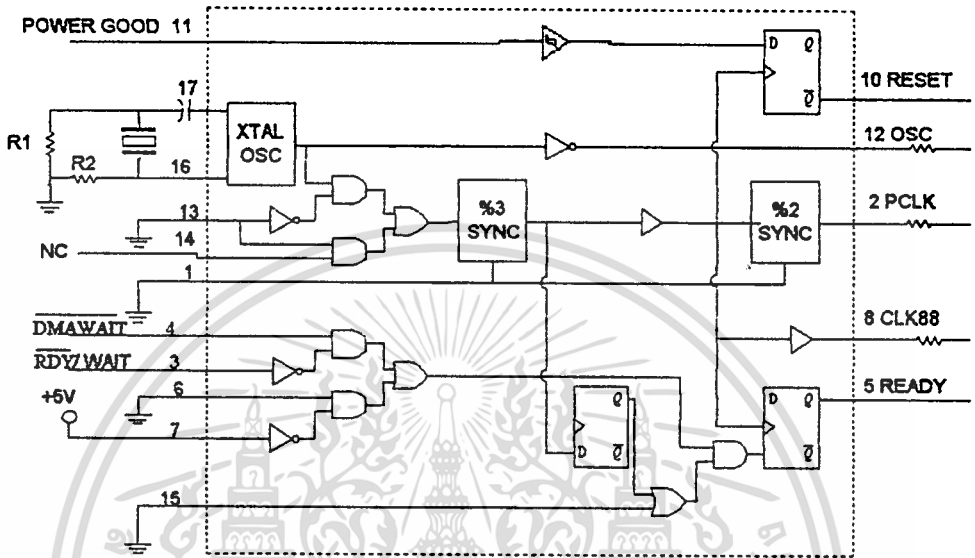 POWER GOOD 11
D Q
Q
10 RESET
17
XTAL
OSC
12 OSC
R1
R2
16
13
%3
SYNC
%2
SYNC
2 PCLK
NC
14
1
DMAWAIT 4
RDY/WAIT 3
8 CLK88
6
+5V
7
Q
D Q
D Q
Q
5 READY
15